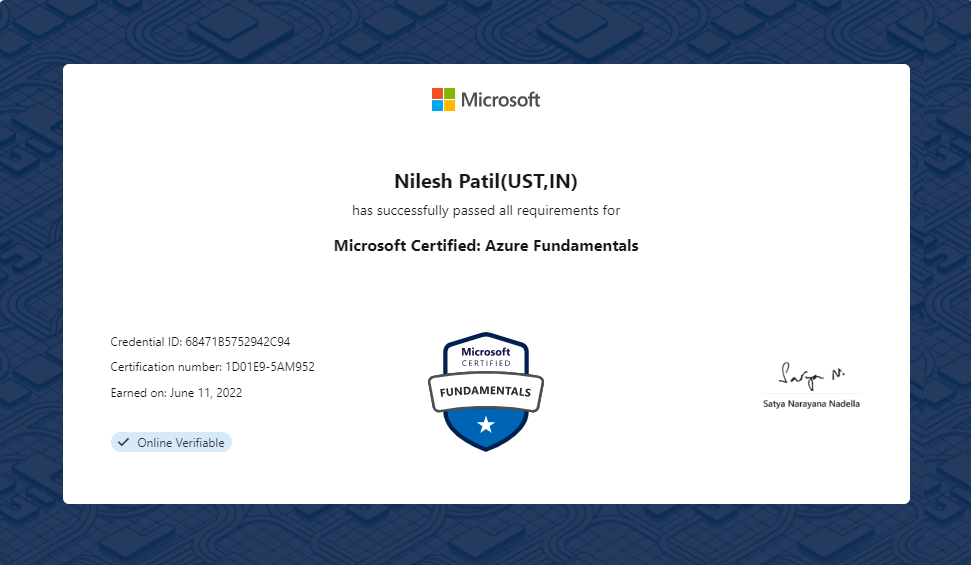 Microsoft
Nilesh Patil(UST,IN)
has successfully passed all requirements for
Microsoft Certified: Azure Fundamentals
Credential ID: 68471B5752942C94
Certification number: 1D01E9-5AM952
Earned on: June 11, 2022
Online Verifiable
Microsoft
CERTIFIED
FUNDAMENTALS
Satya N.
Satya Narayana Nadella